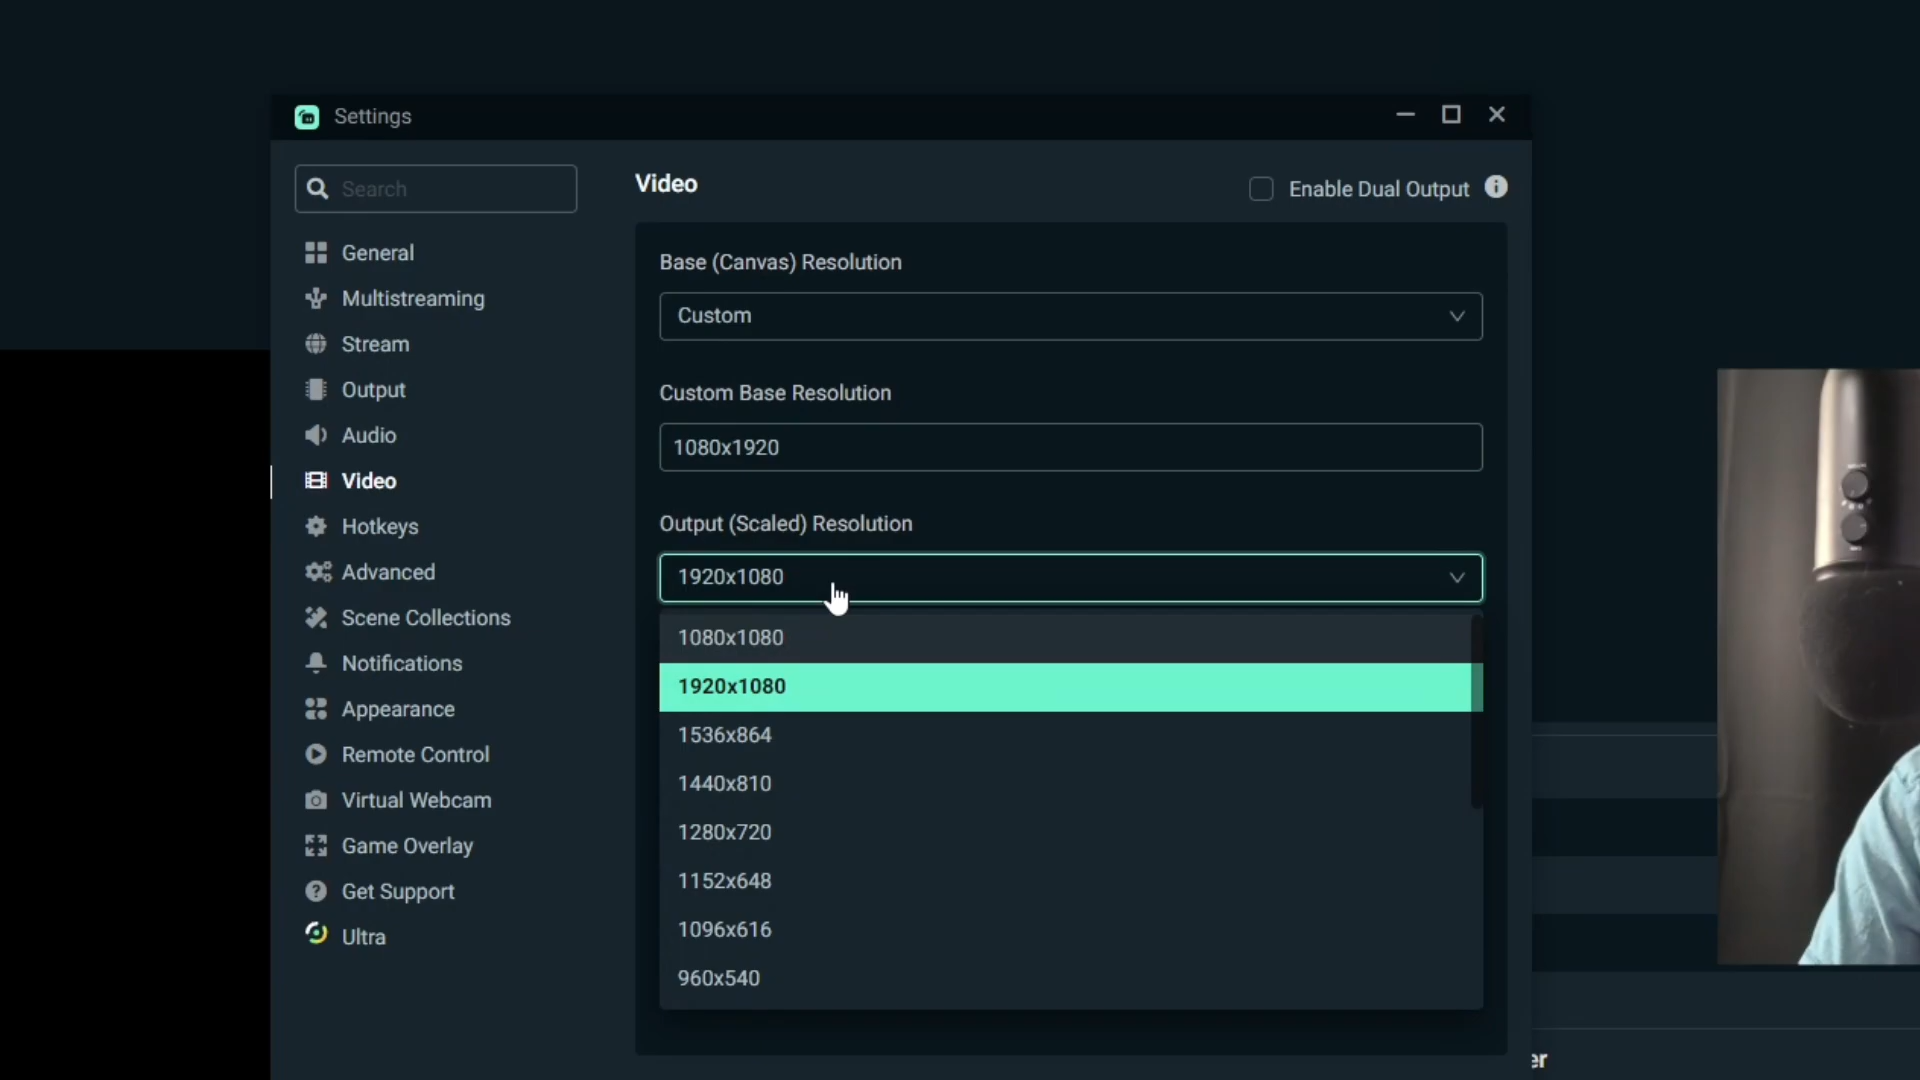 Settings
Search
General
Multistreaming
Stream
Output
Audio
Video
Hotkeys
Advanced
Scene Collections
Notifications
Appearance
Remote Control
Virtual Webcam
Game Overlay
Get Support
Ultra
Video
Enable Dual Output
Base (Canvas) Resolution
Custom
Custom Base Resolution
1080x1920
Output (Scaled) Resolution
1920x1080
1080x1080
1920x1080
1536x864
1440x810
1280x720
1152x648
1096x616
960x540
er